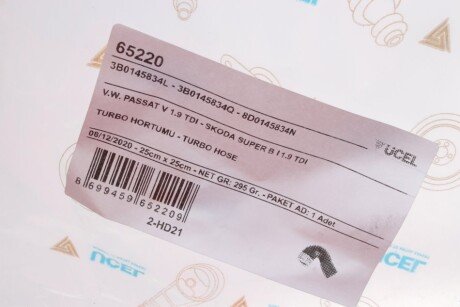 65220
3B0145834L - 3B0145834Q - 8D0145834N
V.W. PASSAT V 1.9 TDI - SKODA SUPER B I 1.9 TDI
TURBO HORTUMU - TURBO HOSE
08/12/2020 - 25cm x 25cm - NET GR: 295 Gr. - PAKET AD: 1 Adet
8 699459 652209
2-HD21
UCEL
UCEL
UCEL